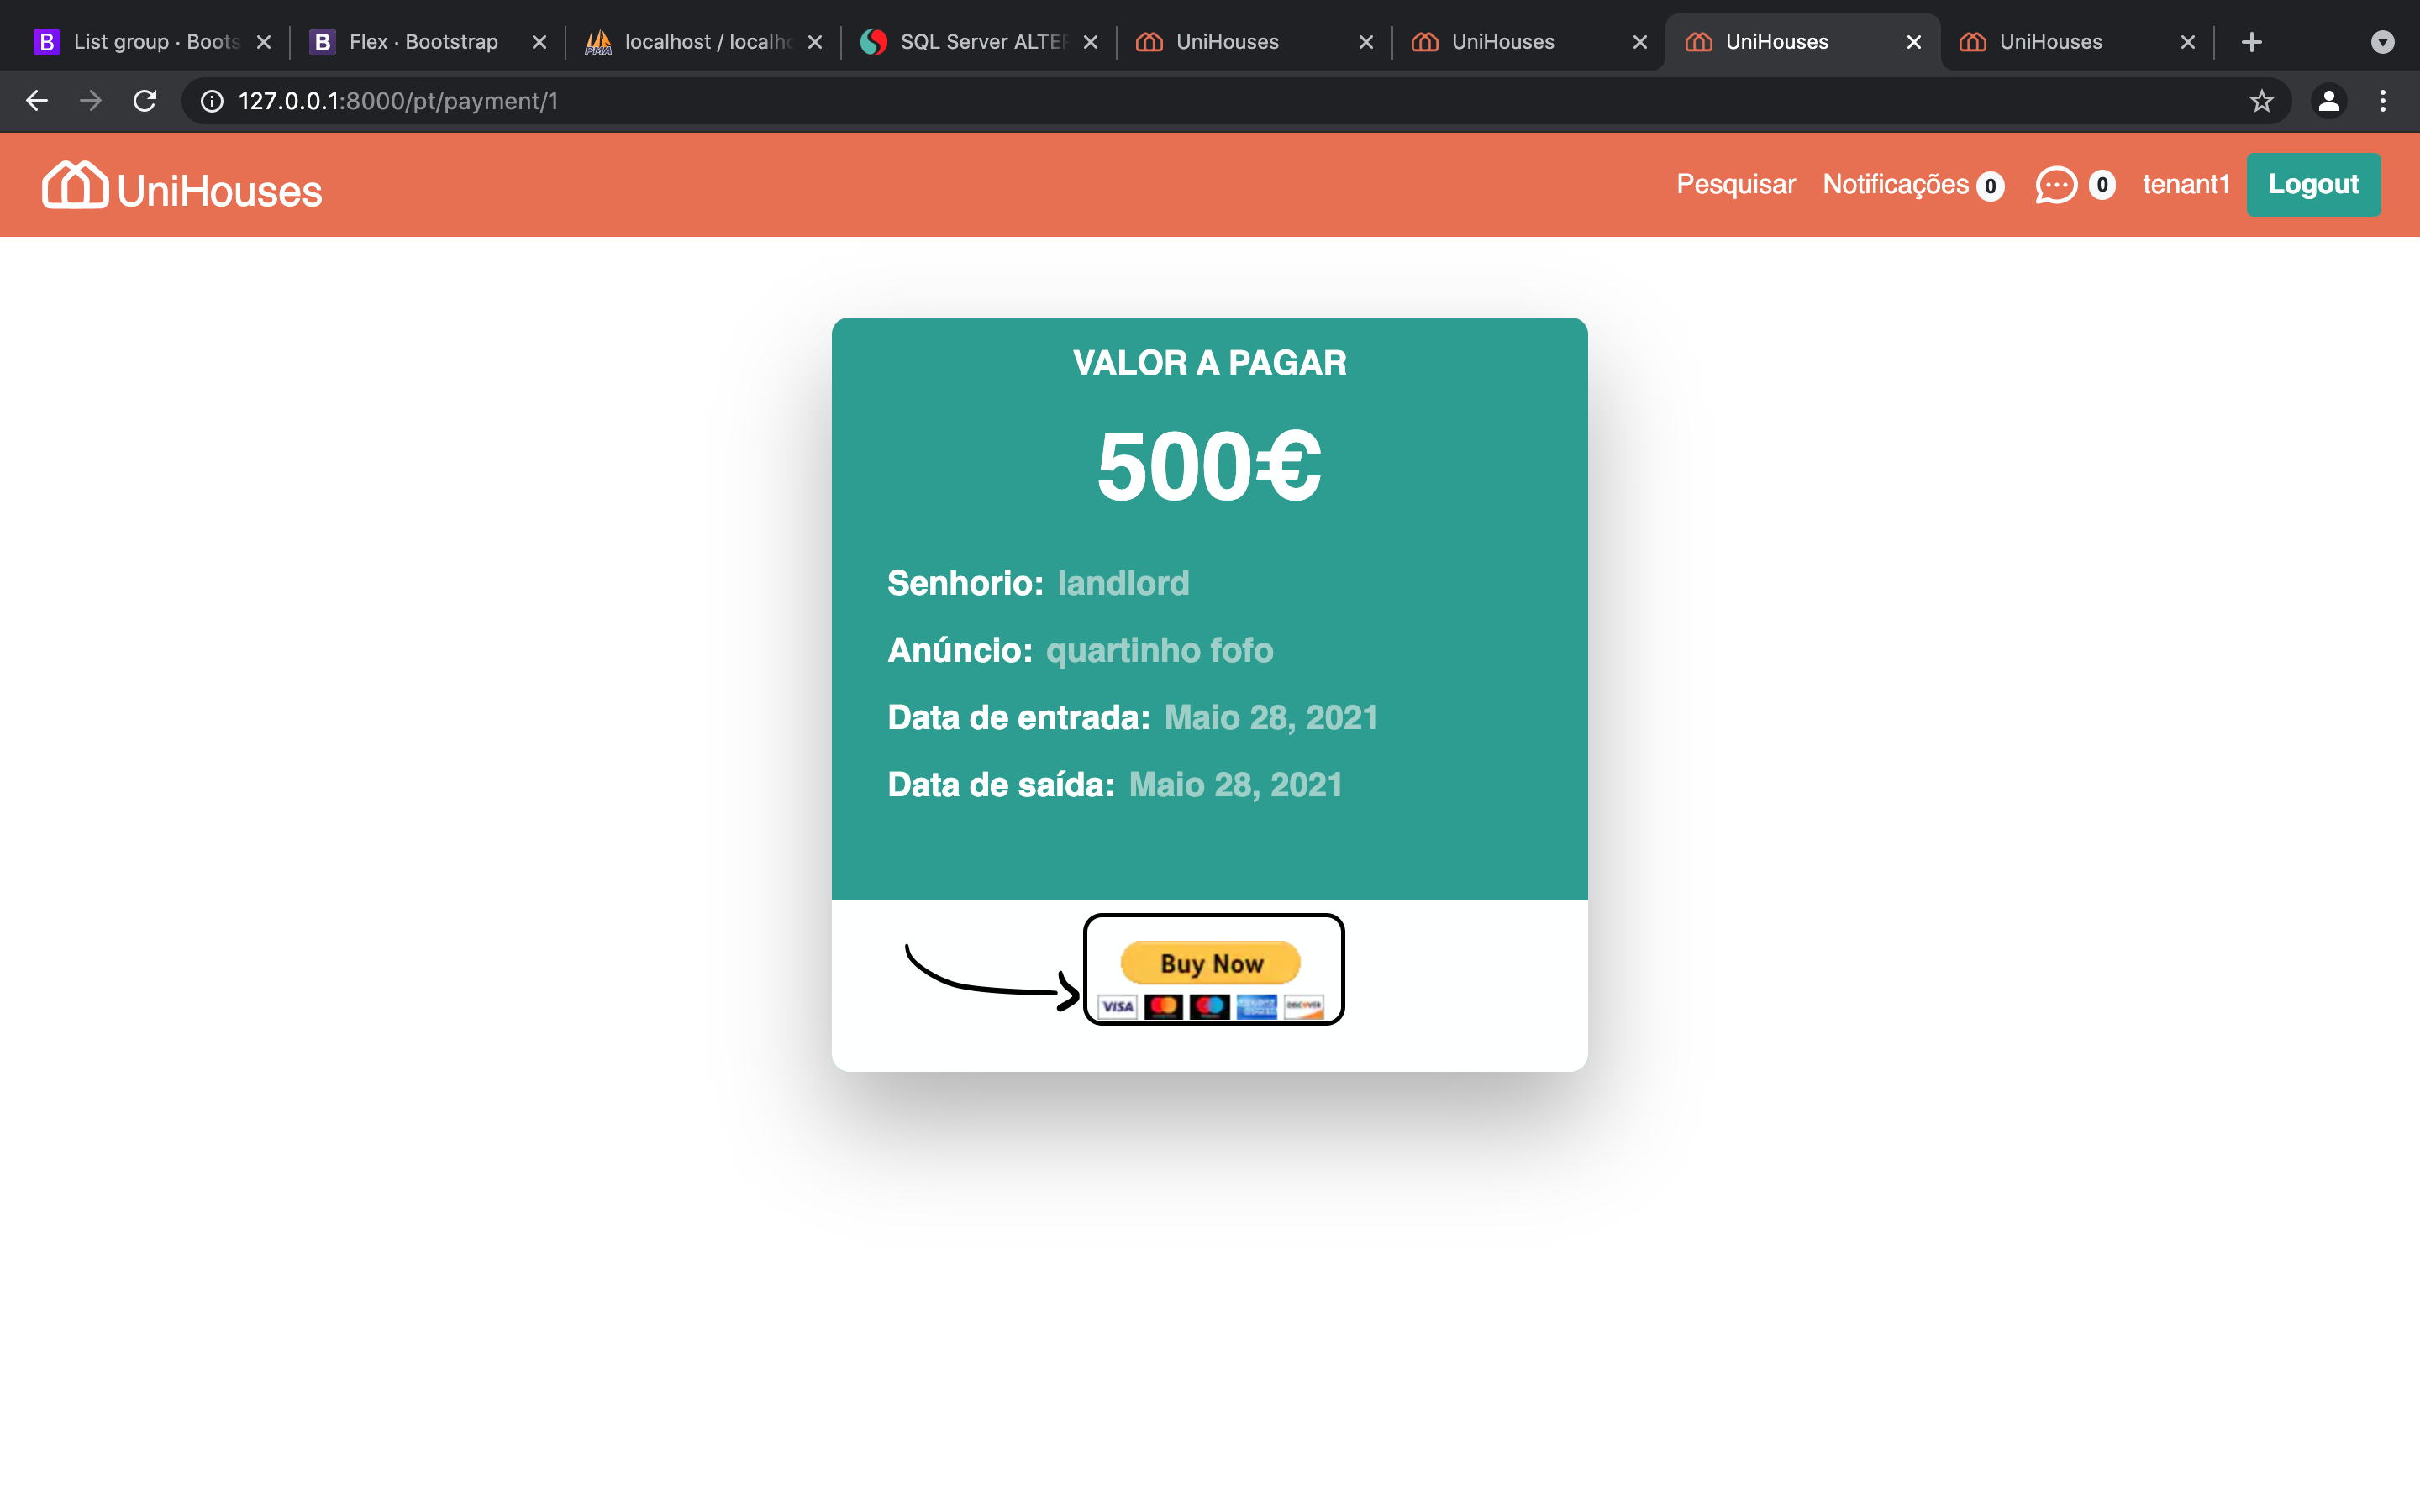 List group · Boots
Flex · Bootstrap
localhost / localho
SQL Server ALTER
UniHouses
UniHouses
UniHouses
UniHouses
127.0.0.1:8000/pt/payment/1
UniHouses
Pesquisar
Notificações 0
0
tenant1
Logout
VALOR A PAGAR
500€
Senhorio: landlord
Anúncio: quartinho fofo
Data de entrada: Maio 28, 2021
Data de saída: Maio 28, 2021
Buy Now
VISA
DISCOVER